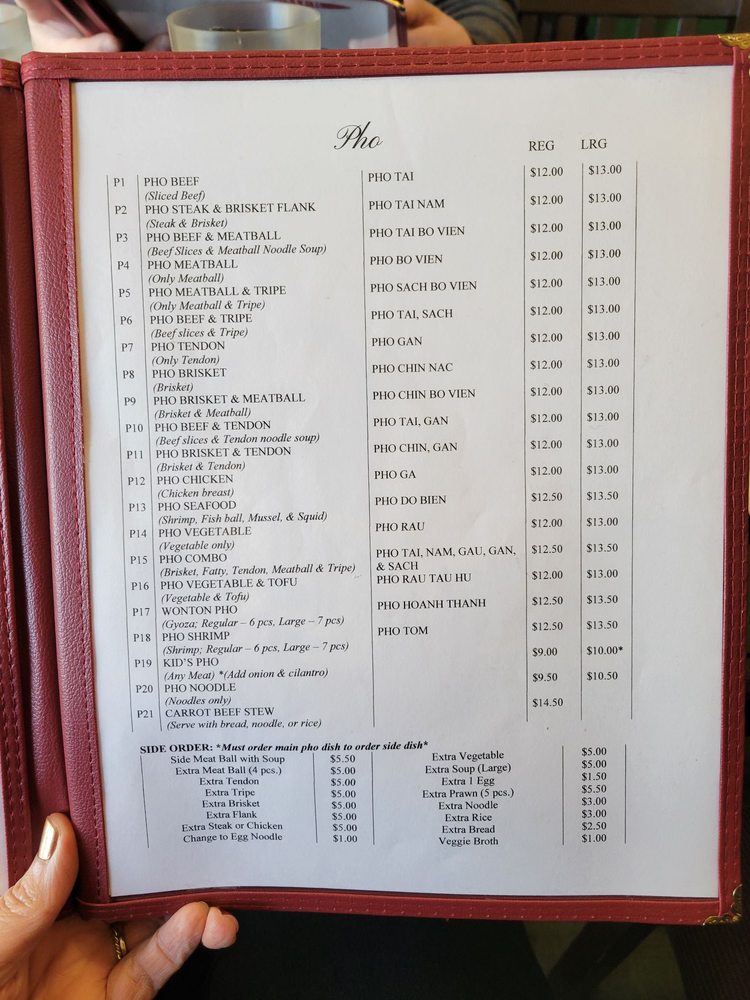 Pho
REG LRG
P1 PHO BEEF PHO TAI $12.00 $13.00
(Sliced Beef)
P2 PHO STEAK & BRISKET FLANK PHO TAI NAM $12.00 $13.00
(Steak & Brisket)
P3 PHO BEEF & MEATBALL PHO TAI BO VIEN $12.00 $13.00
(Beef Slices & Meatball Noodle Soup)
P4 PHO MEATBALL PHO BO VIEN $12.00 $13.00
(Only Meatball)
P5 PHO MEATBALL & TRIPE PHO SACH BO VIEN $12.00 $13.00
(Only Meatball & Tripe)
P6 PHO BEEF & TRIPE PHO TAI, SACH $12.00 $13.00
(Beef slices & Tripe)
P7 PHO TENDON PHO GAN $12.00 $13.00
(Only Tendon)
P8 PHO BRISKET PHO CHIN NAC $12.00 $13.00
(Brisket)
P9 PHO BRISKET & MEATBALL PHO CHIN BO VIEN $12.00 $13.00
(Brisket & Meatball)
P10 PHO BEEF & TENDON PHO TAI, GAN $12.00 $13.00
(Beef slices & Tendon noodle soup)
P11 PHO BRISKET & TENDON PHO CHIN, GAN $12.00 $13.00
(Brisket & Tendon)
P12 PHO CHICKEN PHO GA $12.00 $13.00
(Chicken breast)
P13 PHO SEAFOOD PHO DO BIEN $12.50 $13.50
(Shrimp, Fish ball, Mussel, & Squid)
P14 PHO VEGETABLE PHO RAU $12.00 $13.00
(Vegetable only)
P15 PHO COMBO PHO TAI, NAM, GAU, GAN, $12.50 $13.50
(Brisket, Fatty, Tendon, Meatball & Tripe) & SACH
P16 PHO VEGETABLE & TOFU PHO RAU TAU HU $12.00 $13.00
(Vegetable & Tofu)
P17 WONTON PHO PHO HOANH THANH $12.50 $13.50
(Gyoza; Regular – 6 pcs, Large – 7 pcs)
P18 PHO SHRIMP PHO TOM $12.50 $13.50
(Shrimp; Regular – 6 pcs, Large – 7 pcs)
P19 KID'S PHO $9.00 $10.00*
(Any Meat) *(Add onion & cilantro)
P20 PHO NOODLE $9.50 $10.50
(Noodles only)
P21 CARROT BEEF STEW $14.50
(Serve with bread, noodle, or rice)
SIDE ORDER: *Must order main pho dish to order side dish*
Side Meat Ball with Soup $5.50 Extra Vegetable $5.00
Extra Meat Ball (4 pcs.) $5.00 Extra Soup (Large) $5.00
Extra Tendon $5.00 Extra 1 Egg $1.50
Extra Tripe $5.00 Extra Prawn (5 pcs.) $5.50
Extra Brisket $5.00 Extra Noodle $3.00
Extra Flank $5.00 Extra Rice $3.00
Extra Steak or Chicken $5.00 Extra Bread $2.50
Change to Egg Noodle $1.00 Veggie Broth $1.00